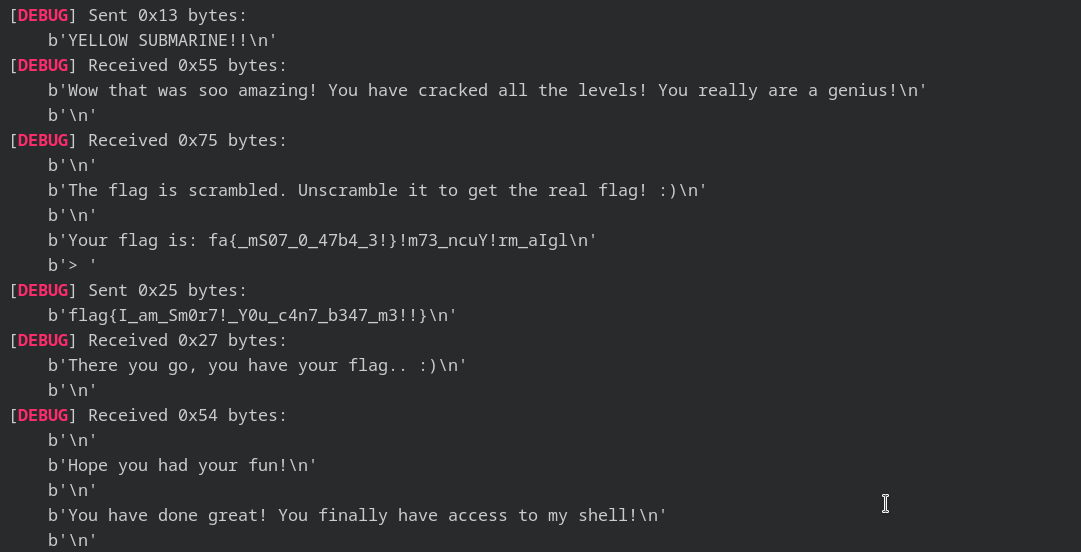 [DEBUG] Sent 0x13 bytes:
    b'YELLOW SUBMARINE!!\n'
[DEBUG] Received 0x55 bytes:
    b'Wow that was soo amazing! You have cracked all the levels! You really are a genius!\n'
    b'\n'
[DEBUG] Received 0x75 bytes:
    b'\n'
    b'The flag is scrambled. Unscramble it to get the real flag! :)\n'
    b'\n'
    b'Your flag is: fa{_mS07_0_47b4_3!}!m73_ncuY!rm_aIgl\n'
    b'> '
[DEBUG] Sent 0x25 bytes:
    b'flag{I_am_Sm0r7!_Y0u_c4n7_b347_m3!!}\n'
[DEBUG] Received 0x27 bytes:
    b'There you go, you have your flag.. :)\n'
    b'\n'
[DEBUG] Received 0x54 bytes:
    b'\n'
    b'Hope you had your fun!\n'
    b'\n'
    b'You have done great! You finally have access to my shell!\n'
    b'\n'